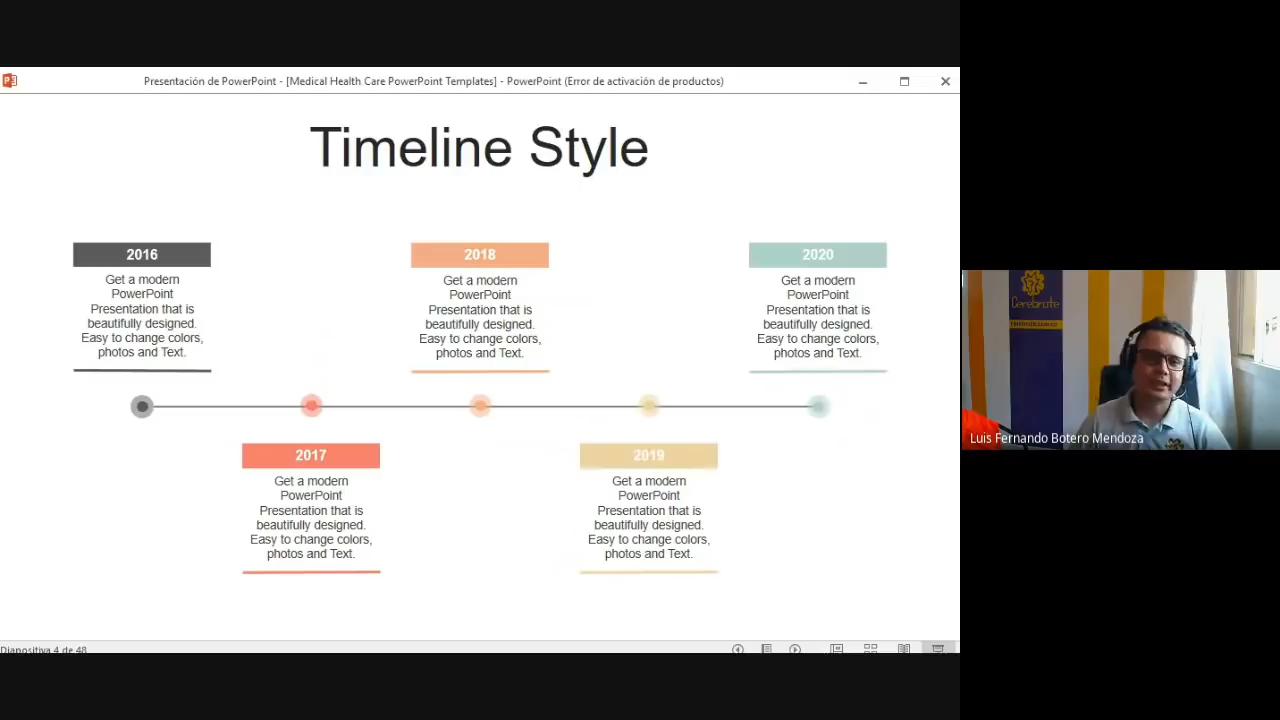 Presentación de PowerPoint - [Medical Health Care PowerPoint Templates] - PowerPoint (Error de activación de productos)
Timeline Style
2016
Get a modern
PowerPoint
Presentation that is
beautifully designed.
Easy to change colors,
photos and Text.
2018
Get a modern
PowerPoint
Presentation that is
beautifully designed.
Easy to change colors,
photos and Text.
2020
Get a modern
PowerPoint
Presentation that is
beautifully designed.
Easy to change colors,
photos and Text.
2017
Get a modern
PowerPoint
Presentation that is
beautifully designed.
Easy to change colors,
photos and Text.
2019
Get a modern
PowerPoint
Presentation that is
beautifully designed.
Easy to change colors,
photos and Text.
Diapositiva 4 de 48
Cerebrate
Luis Fernando Botero Mendoza